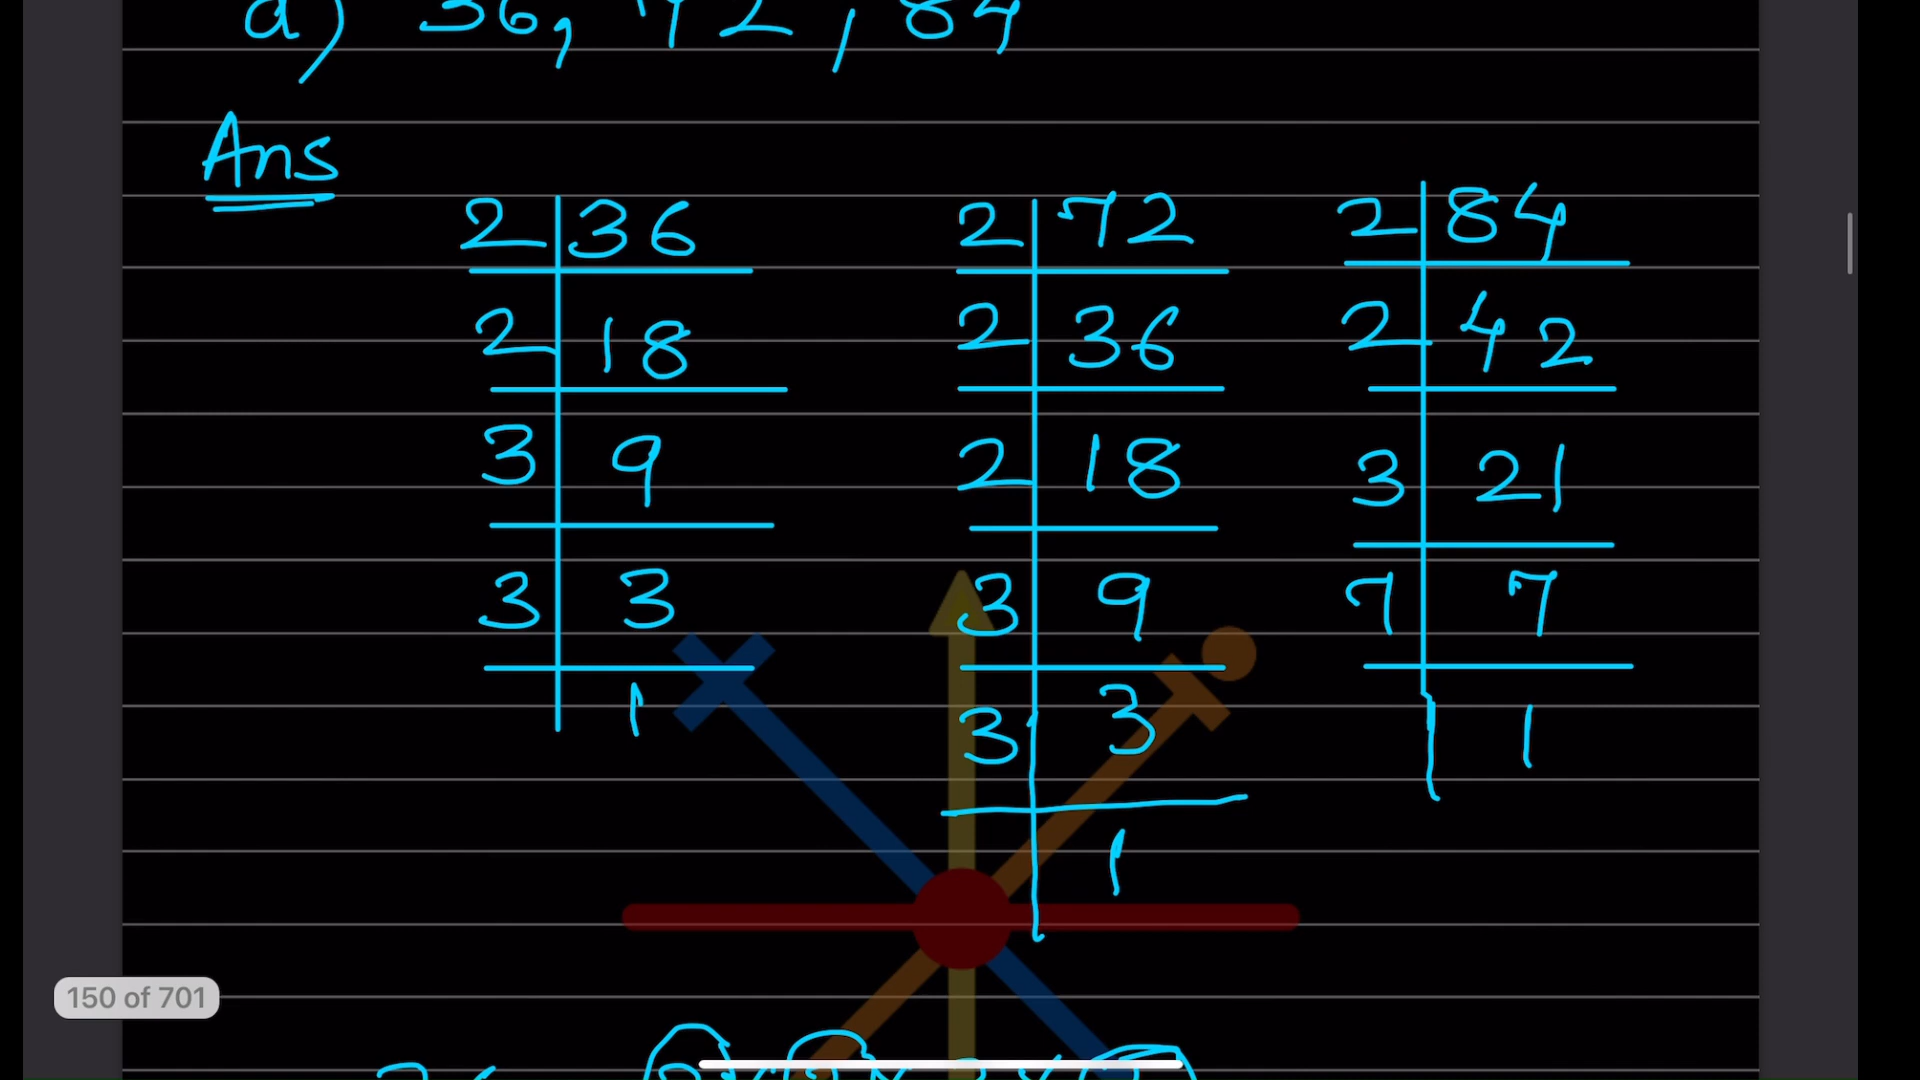 a) 36, 72, 84
Ans
2 36 2 72 2 84
2 18 2 36 2 42
3 9 2 18 3 21
3 3 3 9 7 7
1 3 3 1
1
150 of 701